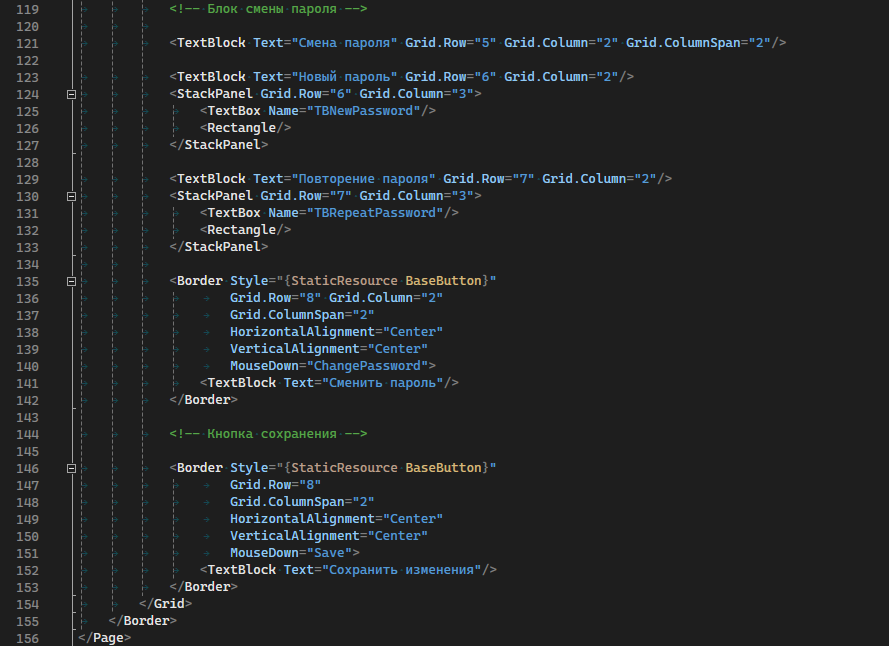 119 <!-- Блок смены пароля -->
120
121 <TextBlock Text="Смена пароля" Grid.Row="5" Grid.Column="2" Grid.ColumnSpan="2"/>
122
123 <TextBlock Text="Новый пароль" Grid.Row="6" Grid.Column="2"/>
124 <StackPanel Grid.Row="6" Grid.Column="3">
125 <TextBox Name="TBNewPassword"/>
126 <Rectangle/>
127 </StackPanel>
128
129 <TextBlock Text="Повторение пароля" Grid.Row="7" Grid.Column="2"/>
130 <StackPanel Grid.Row="7" Grid.Column="3">
131 <TextBox Name="TBRepeatPassword"/>
132 <Rectangle/>
133 </StackPanel>
134
135 <Border Style="{StaticResource BaseButton}"
136 Grid.Row="8" Grid.Column="2"
137 Grid.ColumnSpan="2"
138 HorizontalAlignment="Center"
139 VerticalAlignment="Center"
140 MouseDown="ChangePassword">
141 <TextBlock Text="Сменить пароль"/>
142 </Border>
143
144 <!-- Кнопка сохранения -->
145
146 <Border Style="{StaticResource BaseButton}"
147 Grid.Row="8"
148 Grid.ColumnSpan="2"
149 HorizontalAlignment="Center"
150 VerticalAlignment="Center"
151 MouseDown="Save">
152 <TextBlock Text="Сохранить изменения"/>
153 </Border>
154 </Grid>
155 </Border>
156 </Page>